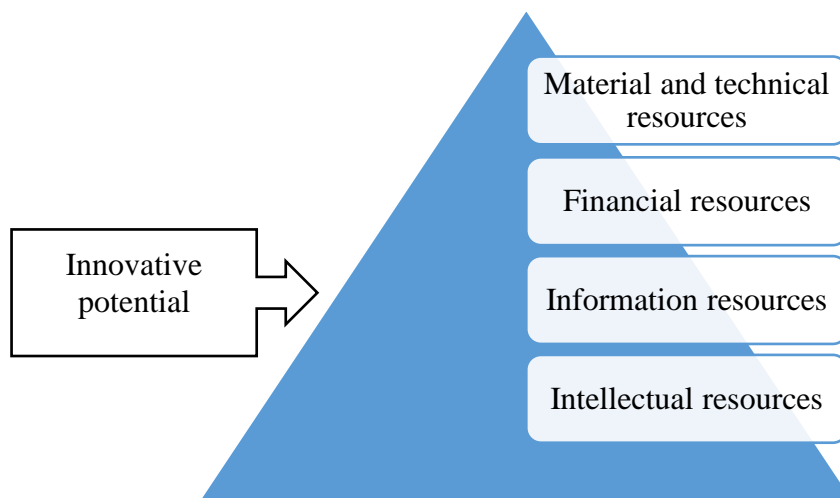 Innovative
potential
Material and technical
resources
Financial resources
Information resources
Intellectual resources